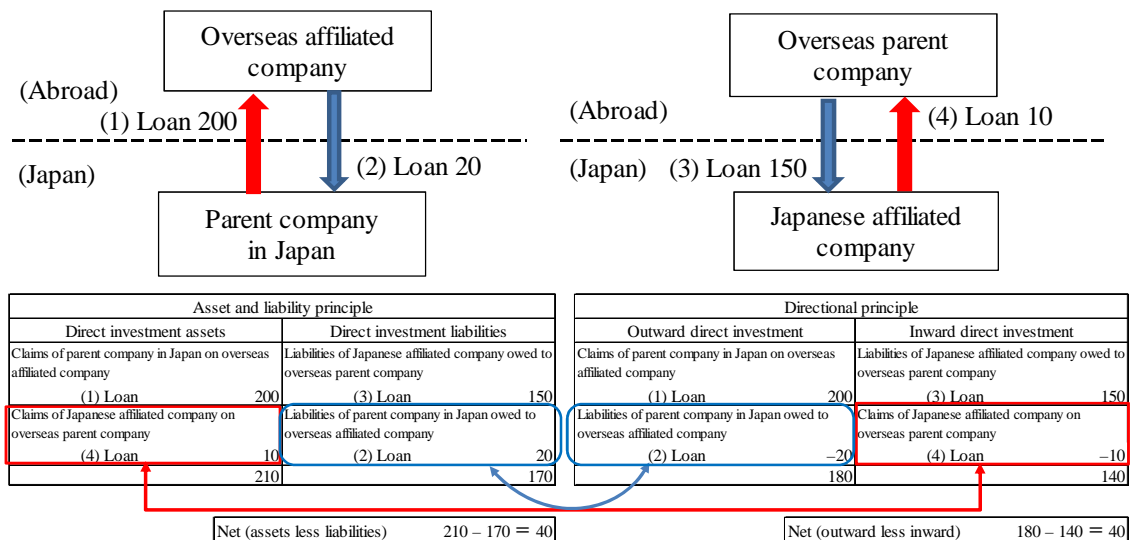 Overseas affiliated
company
(Abroad)
(1) Loan 200
(Japan)
(2) Loan 20
Parent company
in Japan
Overseas parent
company
(Abroad)
(4) Loan 10
(Japan)
(3) Loan 150
Japanese affiliated
company
Asset and liability principle
Direct investment assets
Direct investment liabilities
Claims of parent company in Japan on overseas
affiliated company
(1) Loan 200
Liabilities of Japanese affiliated company owed to
overseas parent company
(3) Loan 150
Claims of Japanese affiliated company on
overseas parent company
(4) Loan 10
Liabilities of parent company in Japan owed to
overseas affiliated company
(2) Loan 20
210
170
Net (assets less liabilities) 210 – 170 = 40
Directional principle
Outward direct investment
Inward direct investment
Claims of parent company in Japan on overseas
affiliated company
(1) Loan 200
Liabilities of Japanese affiliated company owed to
overseas parent company
(3) Loan 150
Liabilities of parent company in Japan owed to
overseas affiliated company
(2) Loan –20
Claims of Japanese affiliated company on
overseas parent company
(4) Loan –10
180
140
Net (outward less inward) 180 – 140 = 40